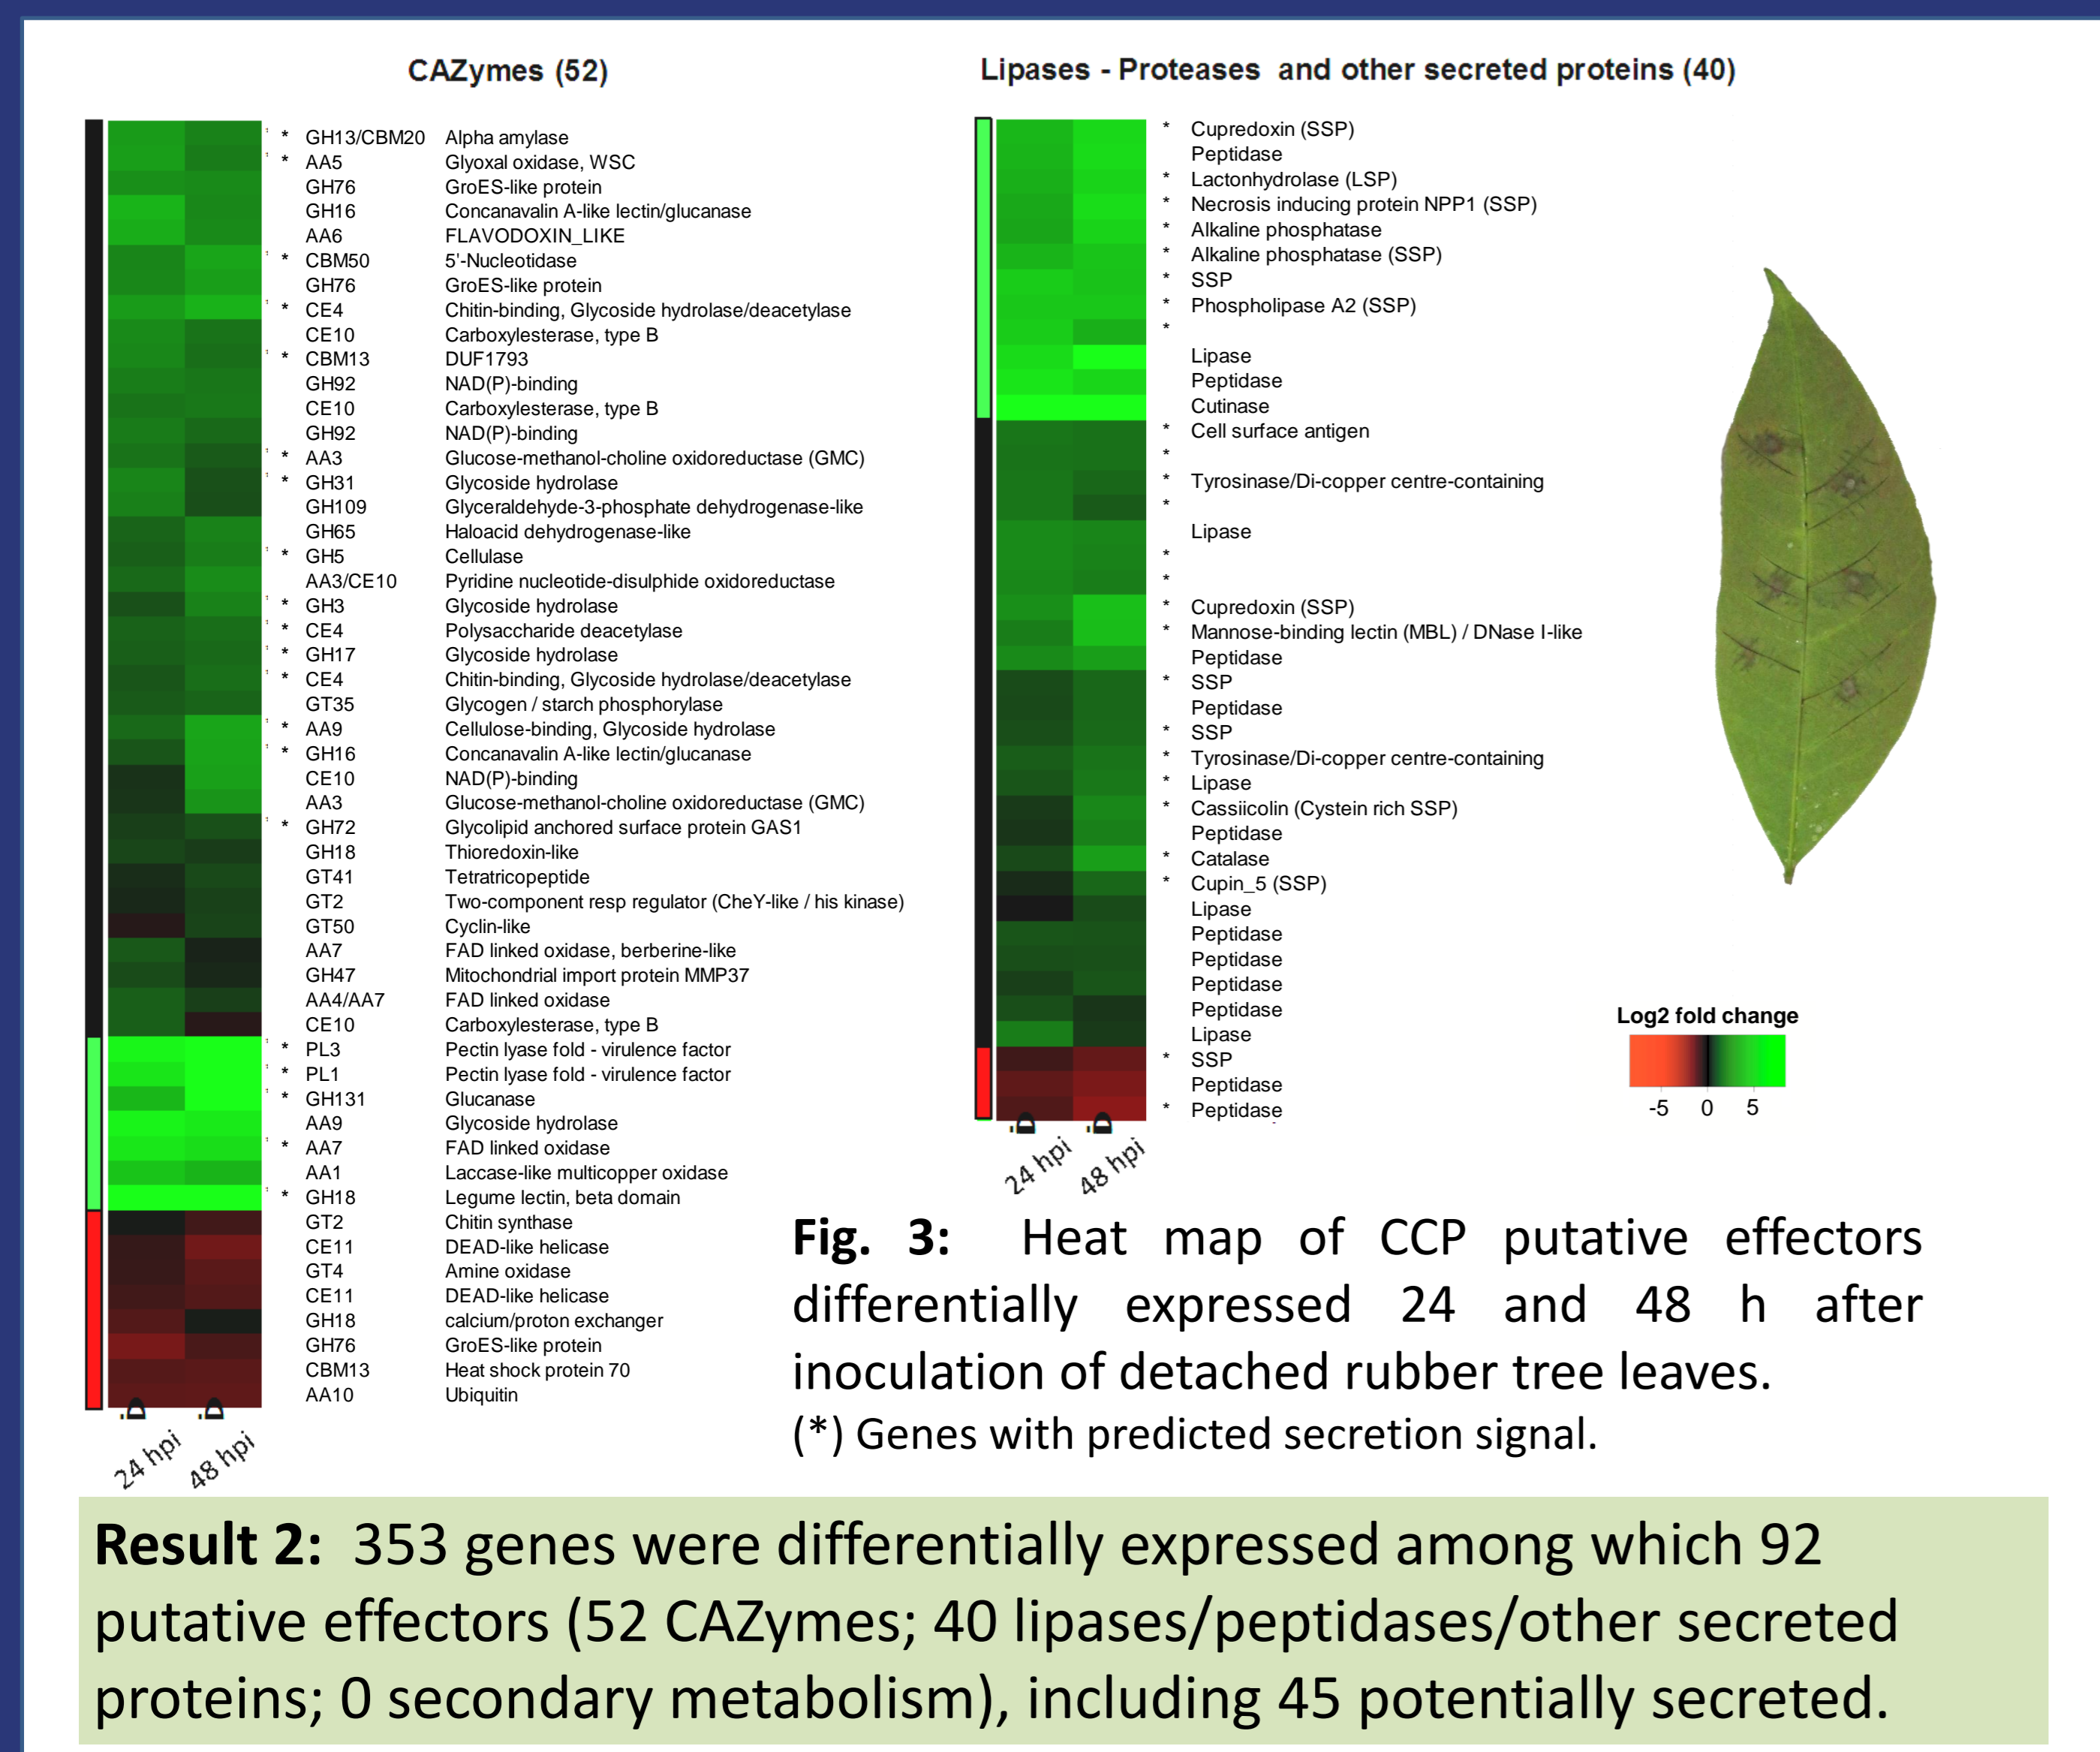 CAZymes (52)
* GH13/CBM20 Alpha amylase
* AA5 Glyoxal oxidase, WSC
GH76 GroES-like protein
GH16 Concanavalin A-like lectin/glucanase
AA6 FLAVODOXIN_LIKE
* CBM50 5'-Nucleotidase
GH76 GroES-like protein
* CE4 Chitin-binding, Glycoside hydrolase/deacetylase
CE10 Carboxylesterase, type B
* CBM13 DUF1793
GH92 NAD(P)-binding
CE10 Carboxylesterase, type B
GH92 NAD(P)-binding
* AA3 Glucose-methanol-choline oxidoreductase (GMC)
* GH31 Glycoside hydrolase
GH109 Glyceraldehyde-3-phosphate dehydrogenase-like
GH65 Haloacid dehydrogenase-like
* GH5 Cellulase
AA3/CE10 Pyridine nucleotide-disulphide oxidoreductase
* GH3 Glycoside hydrolase
* CE4 Polysaccharide deacetylase
* GH17 Glycoside hydrolase
* CE4 Chitin-binding, Glycoside hydrolase/deacetylase
GT35 Glycogen / starch phosphorylase
* AA9 Cellulose-binding, Glycoside hydrolase
* GH16 Concanavalin A-like lectin/glucanase
CE10 NAD(P)-binding
AA3 Glucose-methanol-choline oxidoreductase (GMC)
* GH72 Glycolipid anchored surface protein GAS1
GH18 Thioredoxin-like
GT41 Tetratricopeptide
GT2 Two-component resp regulator (CheY-like / his kinase)
GT50 Cyclin-like
AA7 FAD linked oxidase, berberine-like
GH47 Mitochondrial import protein MMP37
AA4/AA7 FAD linked oxidase
CE10 Carboxylesterase, type B
* PL3 Pectin lyase fold - virulence factor
* PL1 Pectin lyase fold - virulence factor
* GH131 Glucanase
AA9 Glycoside hydrolase
* AA7 FAD linked oxidase
AA1 Laccase-like multicopper oxidase
* GH18 Legume lectin, beta domain
GT2 Chitin synthase
CE11 DEAD-like helicase
GT4 Amine oxidase
CE11 DEAD-like helicase
GH18 calcium/proton exchanger
GH76 GroES-like protein
CBM13 Heat shock protein 70
AA10 Ubiquitin
24 hpi 48 hpi
Lipases - Proteases and other secreted proteins (40)
* Cupredoxin (SSP)
Peptidase
* Lactonhydrolase (LSP)
* Necrosis inducing protein NPP1 (SSP)
* Alkaline phosphatase
* Alkaline phosphatase (SSP)
* SSP
* Phospholipase A2 (SSP)
*
Lipase
Peptidase
Cutinase
* Cell surface antigen
*
* Tyrosinase/Di-copper centre-containing
*
Lipase
*
*
* Cupredoxin (SSP)
* Mannose-binding lectin (MBL) / DNase I-like
Peptidase
* SSP
Peptidase
* SSP
* Tyrosinase/Di-copper centre-containing
* Lipase
* Cassiicolin (Cystein rich SSP)
Peptidase
* Catalase
* Cupin_5 (SSP)
Lipase
Peptidase
Peptidase
Peptidase
Peptidase
Lipase
* SSP
Peptidase
* Peptidase
24 hpi 48 hpi
Log2 fold change
-5 0 5
Fig. 3: Heat map of CCP putative effectors
differentially expressed 24 and 48 h after
inoculation of detached rubber tree leaves.
(*) Genes with predicted secretion signal.
Result 2: 353 genes were differentially expressed among which 92
putative effectors (52 CAZymes; 40 lipases/peptidases/other secreted
proteins; 0 secondary metabolism), including 45 potentially secreted.